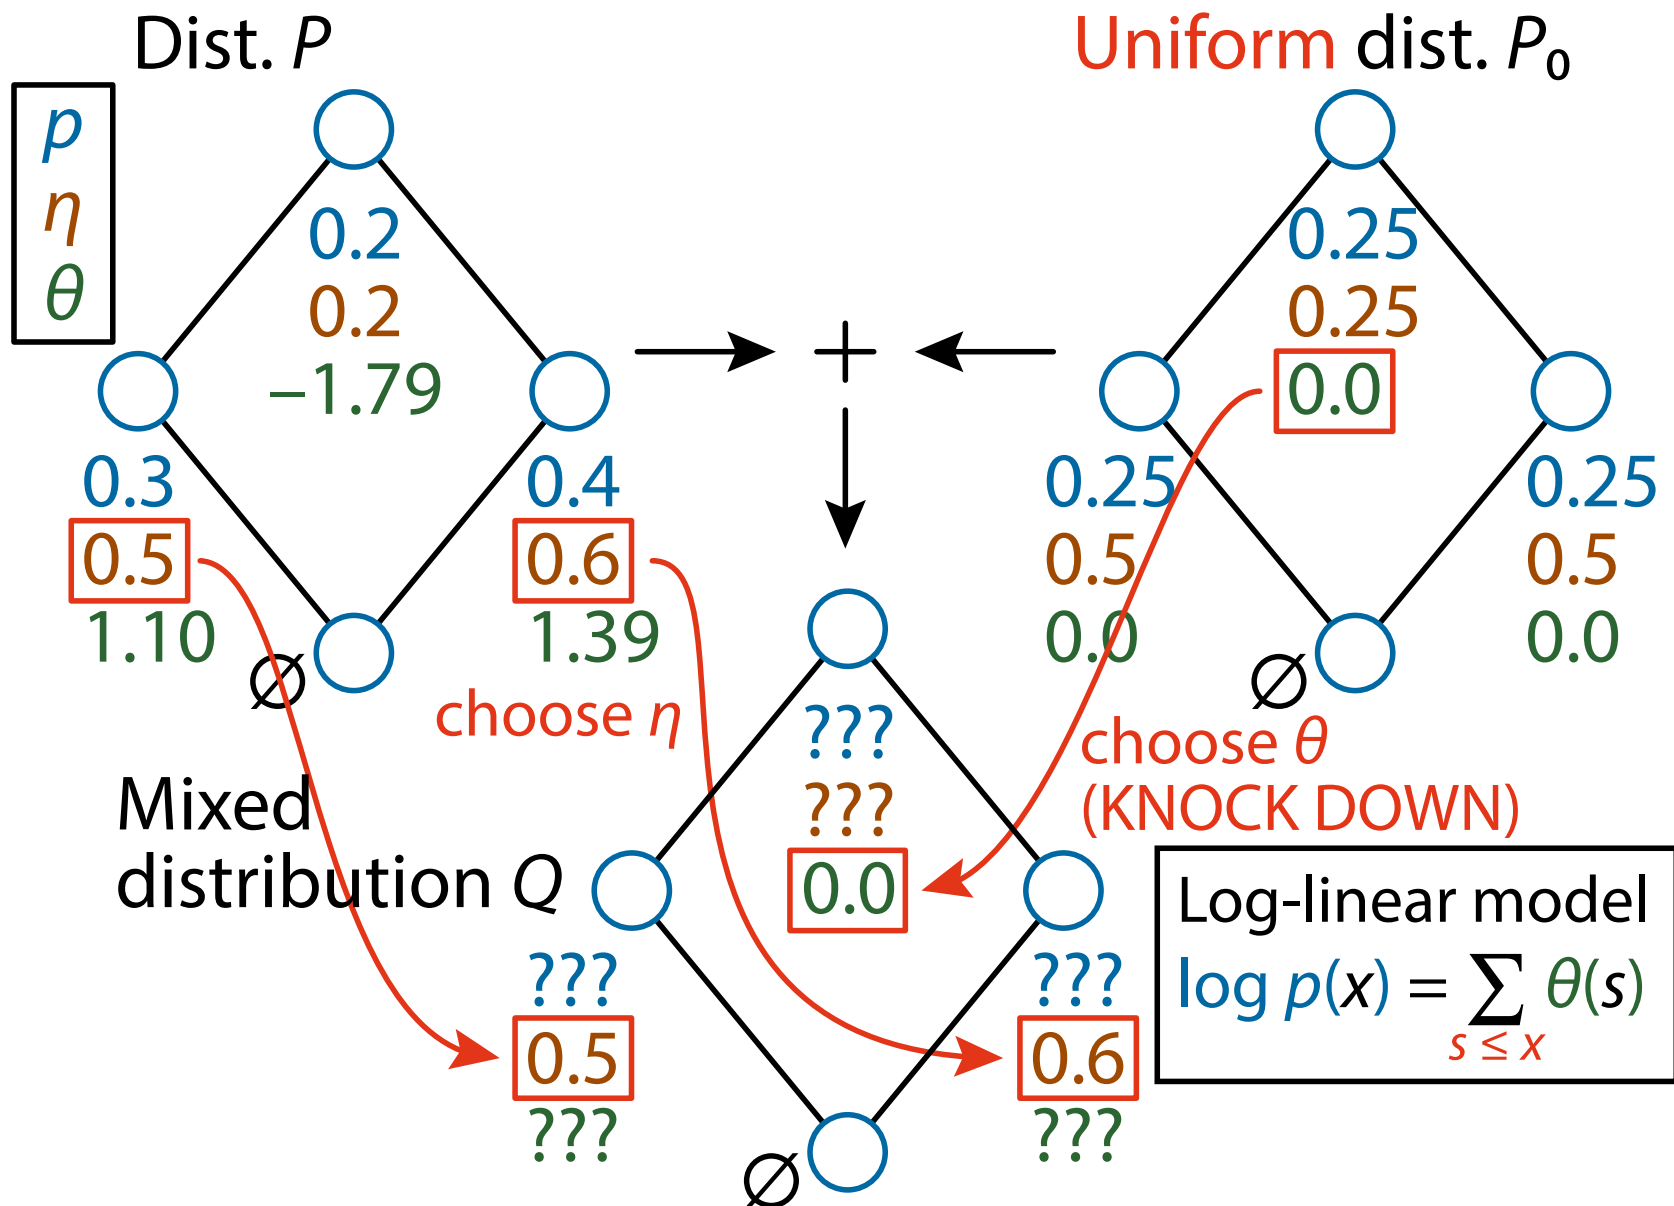 Dist. P
Uniform dist. P₀
p
η
θ
0.2
0.2
–1.79
0.3
0.5
1.10
0.4
0.6
1.39
∅
+
0.25
0.25
0.0
0.25
0.5
0.0
0.25
0.5
0.0
∅
choose η
choose θ
(KNOCK DOWN)
Mixed
distribution Q
???
???
0.0
???
0.5
???
???
0.6
???
∅
Log-linear model
log p(x) = ∑ θ(s)
s ≤ x